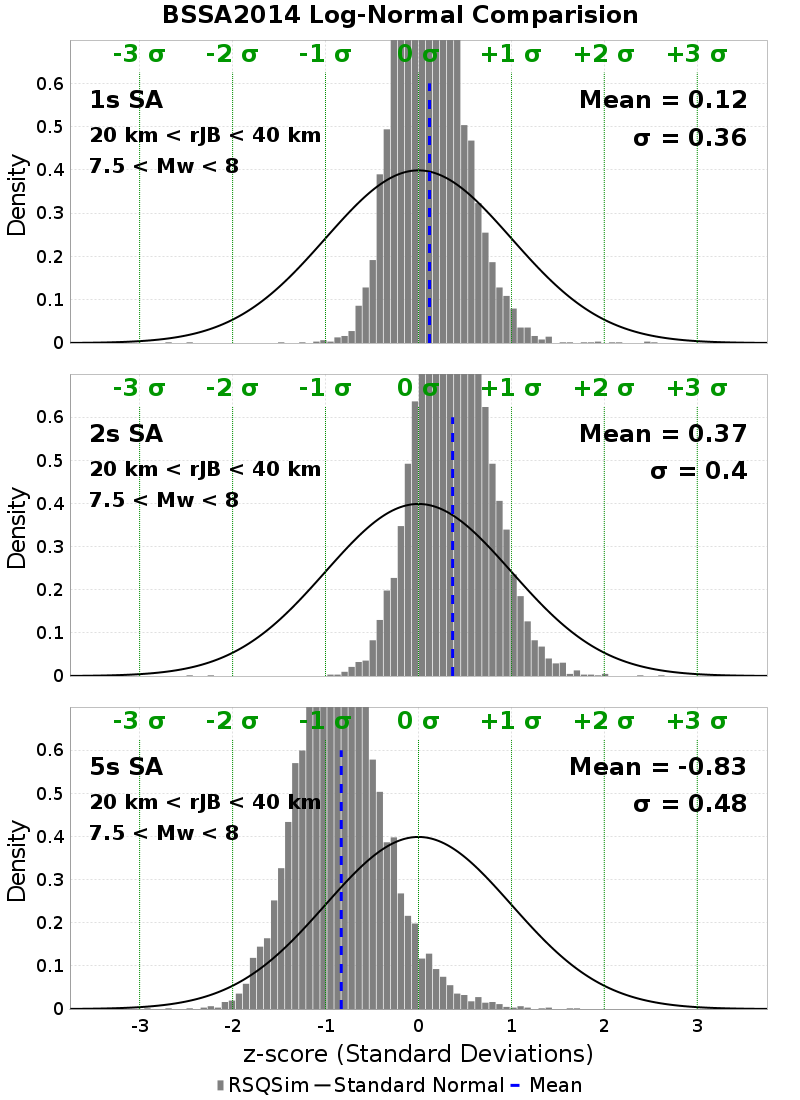 BSSA2014 Log-Normal Comparision
-3 σ -2 σ -1 σ 0 σ +1 σ +2 σ +3 σ
1s SA
Mean = 0.12
20 km < rJB < 40 km
σ = 0.36
7.5 < Mw < 8
Density
0.6
0.5
0.4
0.3
0.2
0.1
0
-3 σ -2 σ -1 σ 0 σ +1 σ +2 σ +3 σ
2s SA
Mean = 0.37
20 km < rJB < 40 km
σ = 0.4
7.5 < Mw < 8
Density
0.6
0.5
0.4
0.3
0.2
0.1
0
-3 σ -2 σ -1 σ 0 σ +1 σ +2 σ +3 σ
5s SA
Mean = -0.83
20 km < rJB < 40 km
σ = 0.48
7.5 < Mw < 8
Density
0.6
0.5
0.4
0.3
0.2
0.1
0
-3 -2 -1 0 1 2 3
z-score (Standard Deviations)
RSQSim Standard Normal Mean